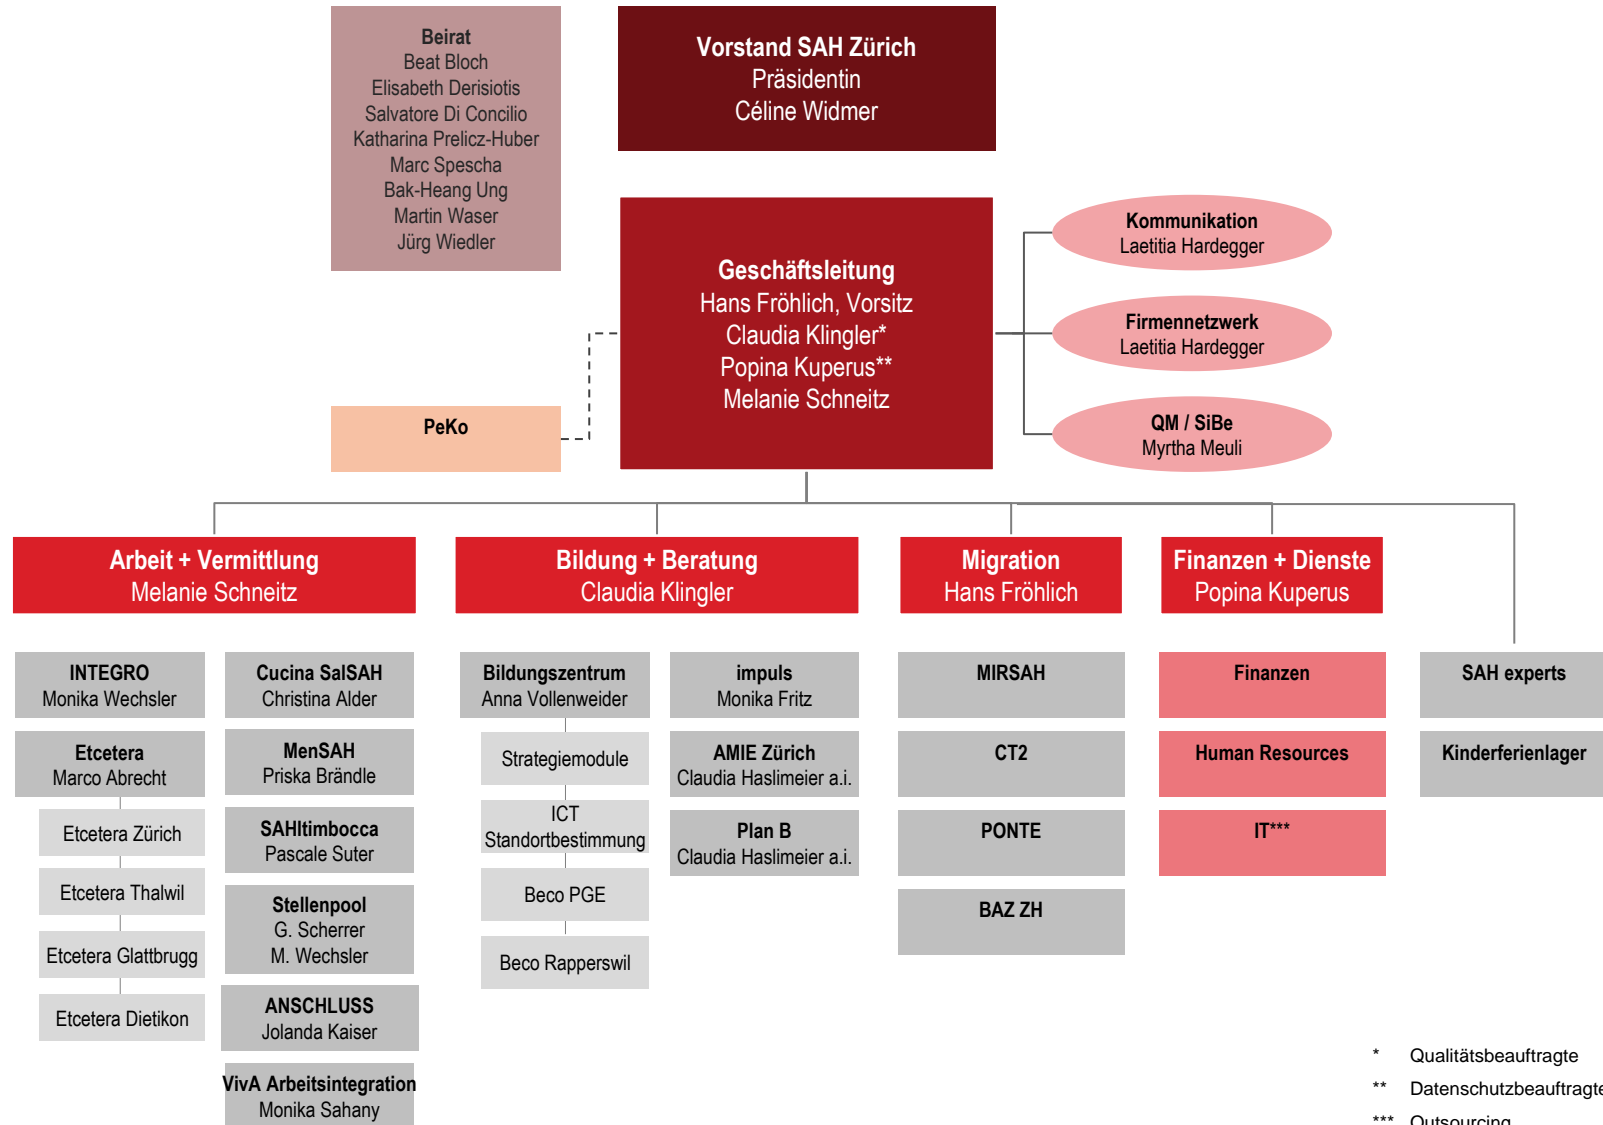 Beirat
Beat Bloch
Elisabeth Derisiotis
Salvatore Di Concilio
Katharina Prelicz-Huber
Marc Spescha
Bak-Heang Ung
Martin Waser
Jürg Wiedler
Vorstand SAH Zürich
Präsidentin
Céline Widmer
Geschäftsleitung
Hans Fröhlich, Vorsitz
Claudia Klingler*
Popina Kuperus**
Melanie Schneitz
Kommunikation
Laetitia Hardegger
Firmennetzwerk
Laetitia Hardegger
QM / SiBe
Myrtha Meuli
PeKo
Arbeit + Vermittlung
Melanie Schneitz
Bildung + Beratung
Claudia Klingler
Migration
Hans Fröhlich
Finanzen + Dienste
Popina Kuperus
INTEGRO
Monika Wechsler
Etcetera
Marco Abrecht
Etcetera Zürich
Etcetera Thalwil
Etcetera Glattbrugg
Etcetera Dietikon
Cucina SalSAH
Christina Alder
MenSAH
Priska Brändle
SAHltimbocca
Pascale Suter
Stellenpool
G. Scherrer
M. Wechsler
ANSCHLUSS
Jolanda Kaiser
VivA Arbeitsintegration
Monika Sahany
Bildungszentrum
Anna Vollenweider
Strategiemodule
ICT
Standortbestimmung
Beco PGE
Beco Rapperswil
impuls
Monika Fritz
AMIE Zürich
Claudia Haslimeier a.i.
Plan B
Claudia Haslimeier a.i.
MIRSAH
CT2
PONTE
BAZ ZH
Finanzen
Human Resources
IT***
SAH experts
Kinderferienlager
* Qualitätsbeauftragte
** Datenschutzbeauftragte
*** Outsourcing